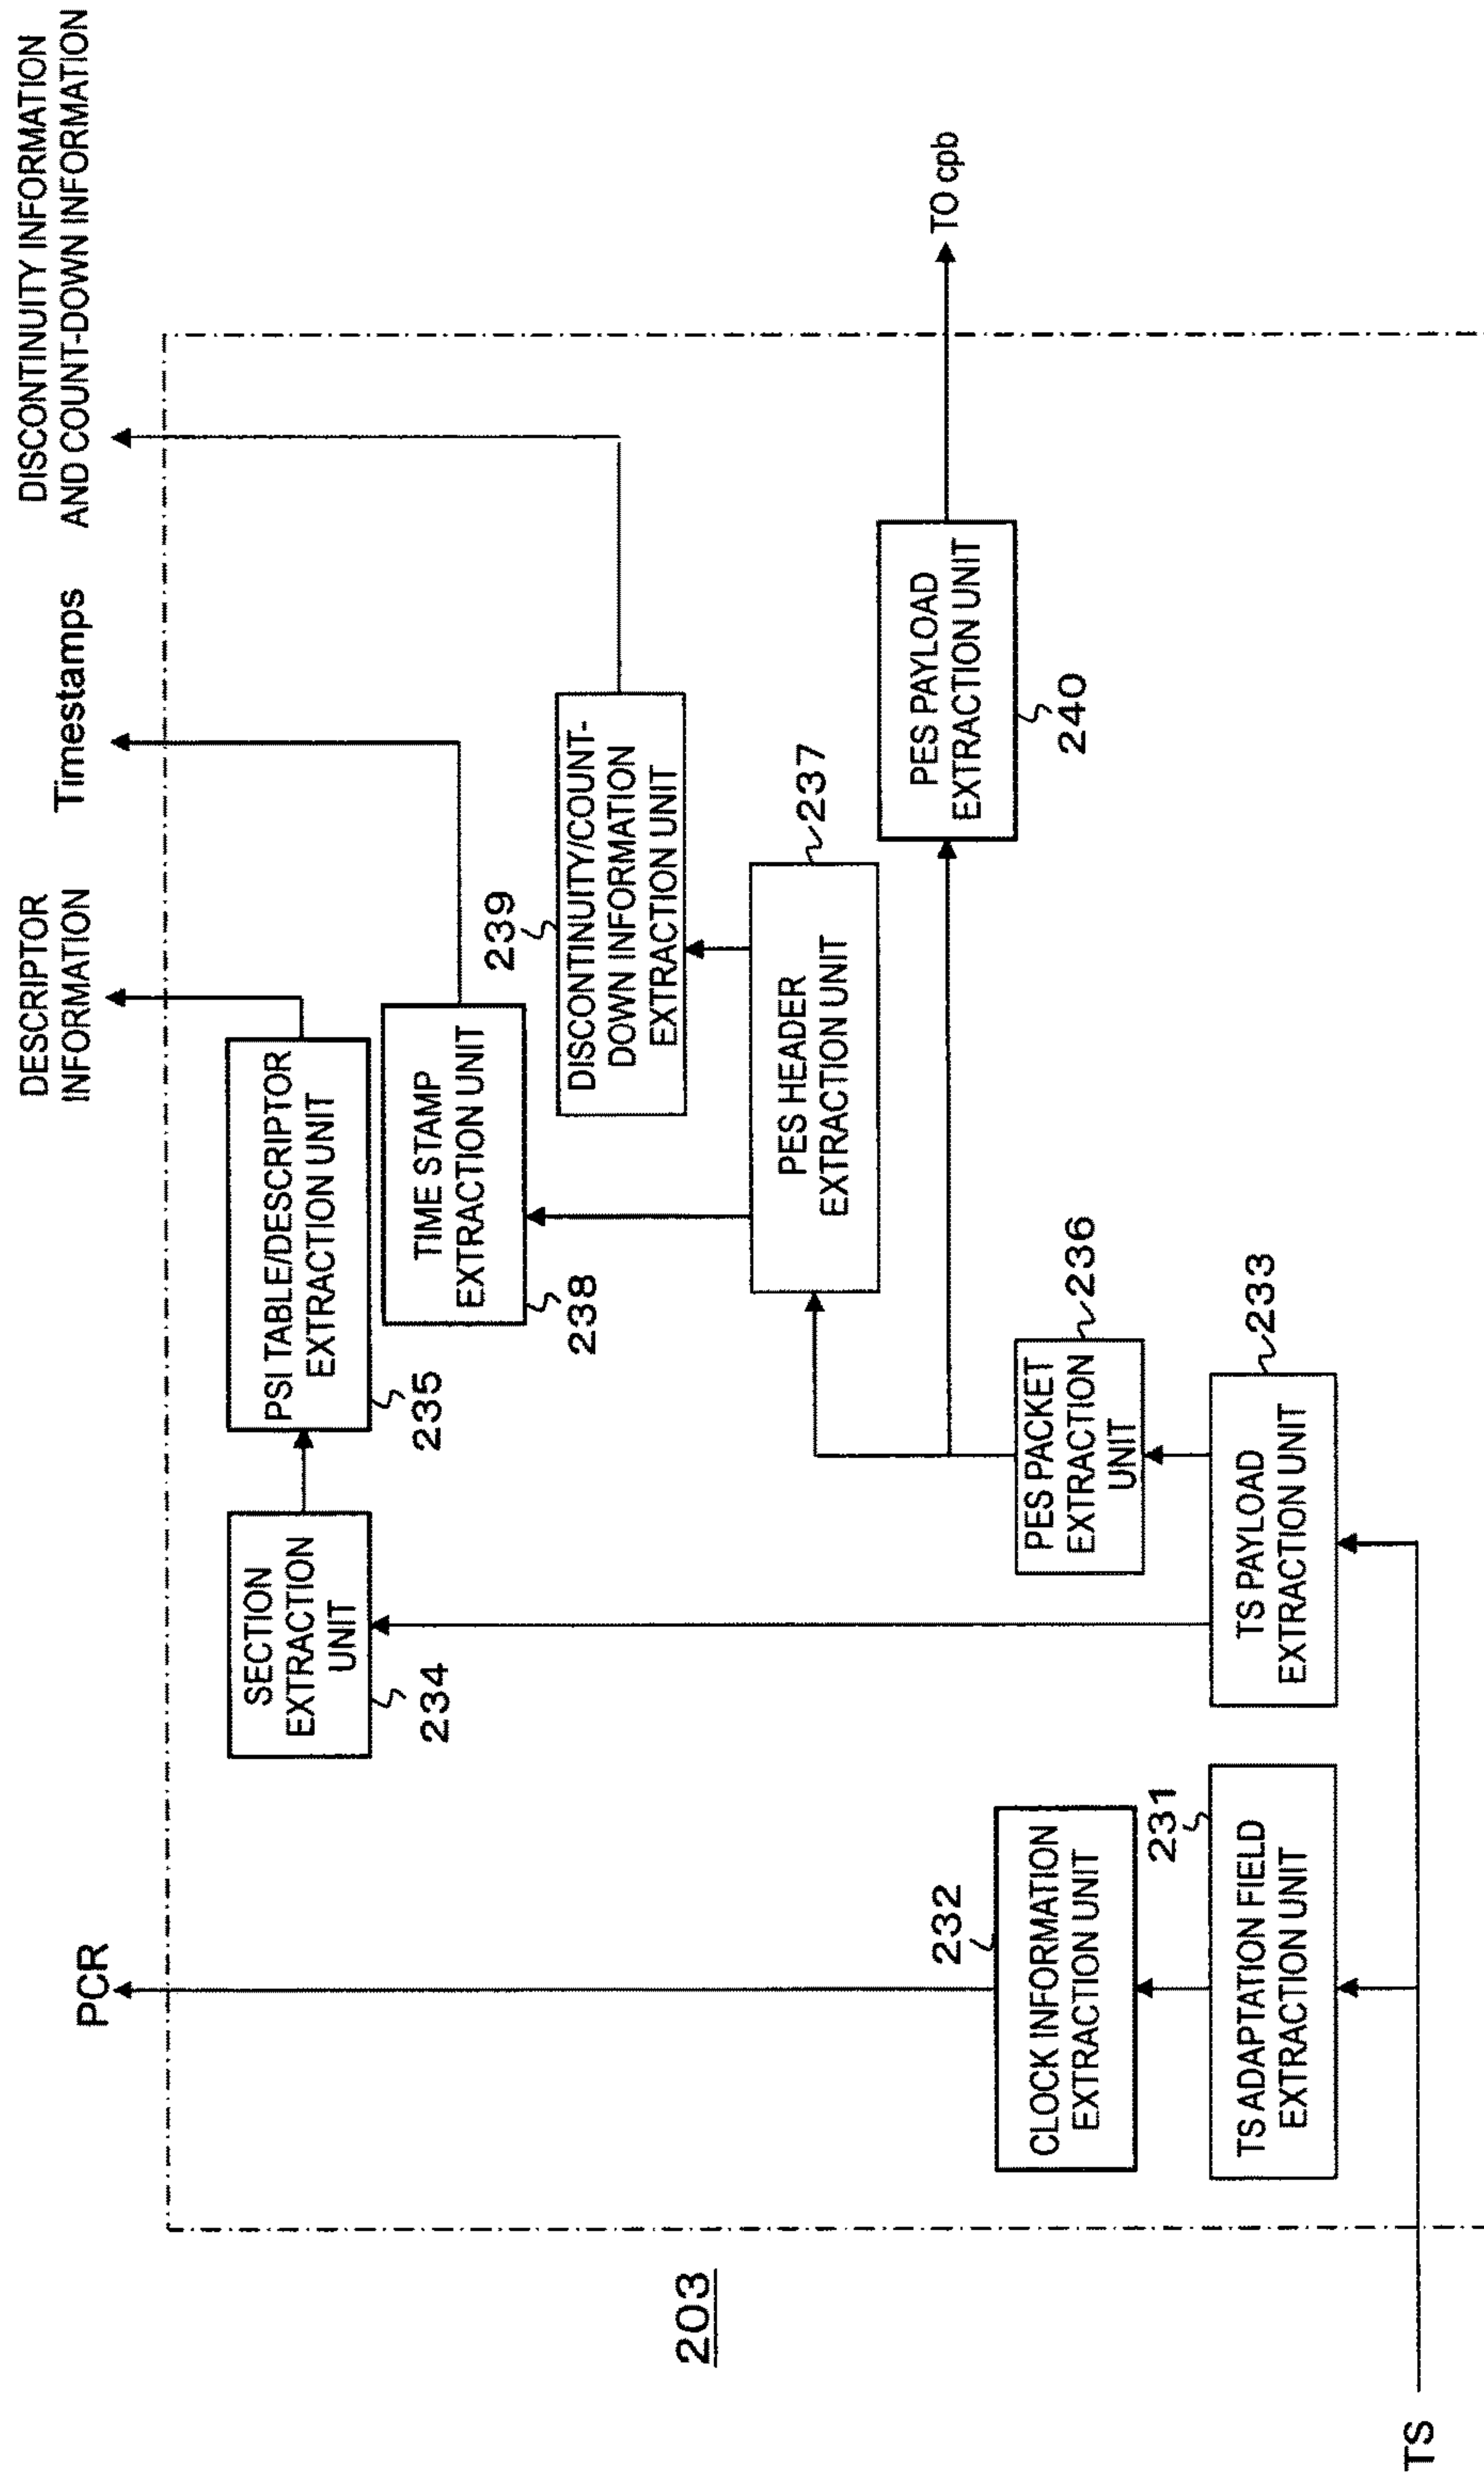 PCR
DESCRIPTOR
INFORMATION
Timestamps
DISCONTINUITY INFORMATION
AND COUNT-DOWN INFORMATION
SECTION
EXTRACTION
UNIT
234
PSI TABLE/DESCRIPTOR
EXTRACTION UNIT
235
TIME STAMP
EXTRACTION UNIT
238
239
DISCONTINUITY/COUNT-
DOWN INFORMATION
EXTRACTION UNIT
203
PES HEADER
EXTRACTION UNIT
237
PES PAYLOAD
EXTRACTION UNIT
240
TO cpb
232
CLOCK INFORMATION
EXTRACTION UNIT
PES PACKET
EXTRACTION
UNIT
236
231
TS ADAPTATION FIELD
EXTRACTION UNIT
TS PAYLOAD
EXTRACTION UNIT
233
TS